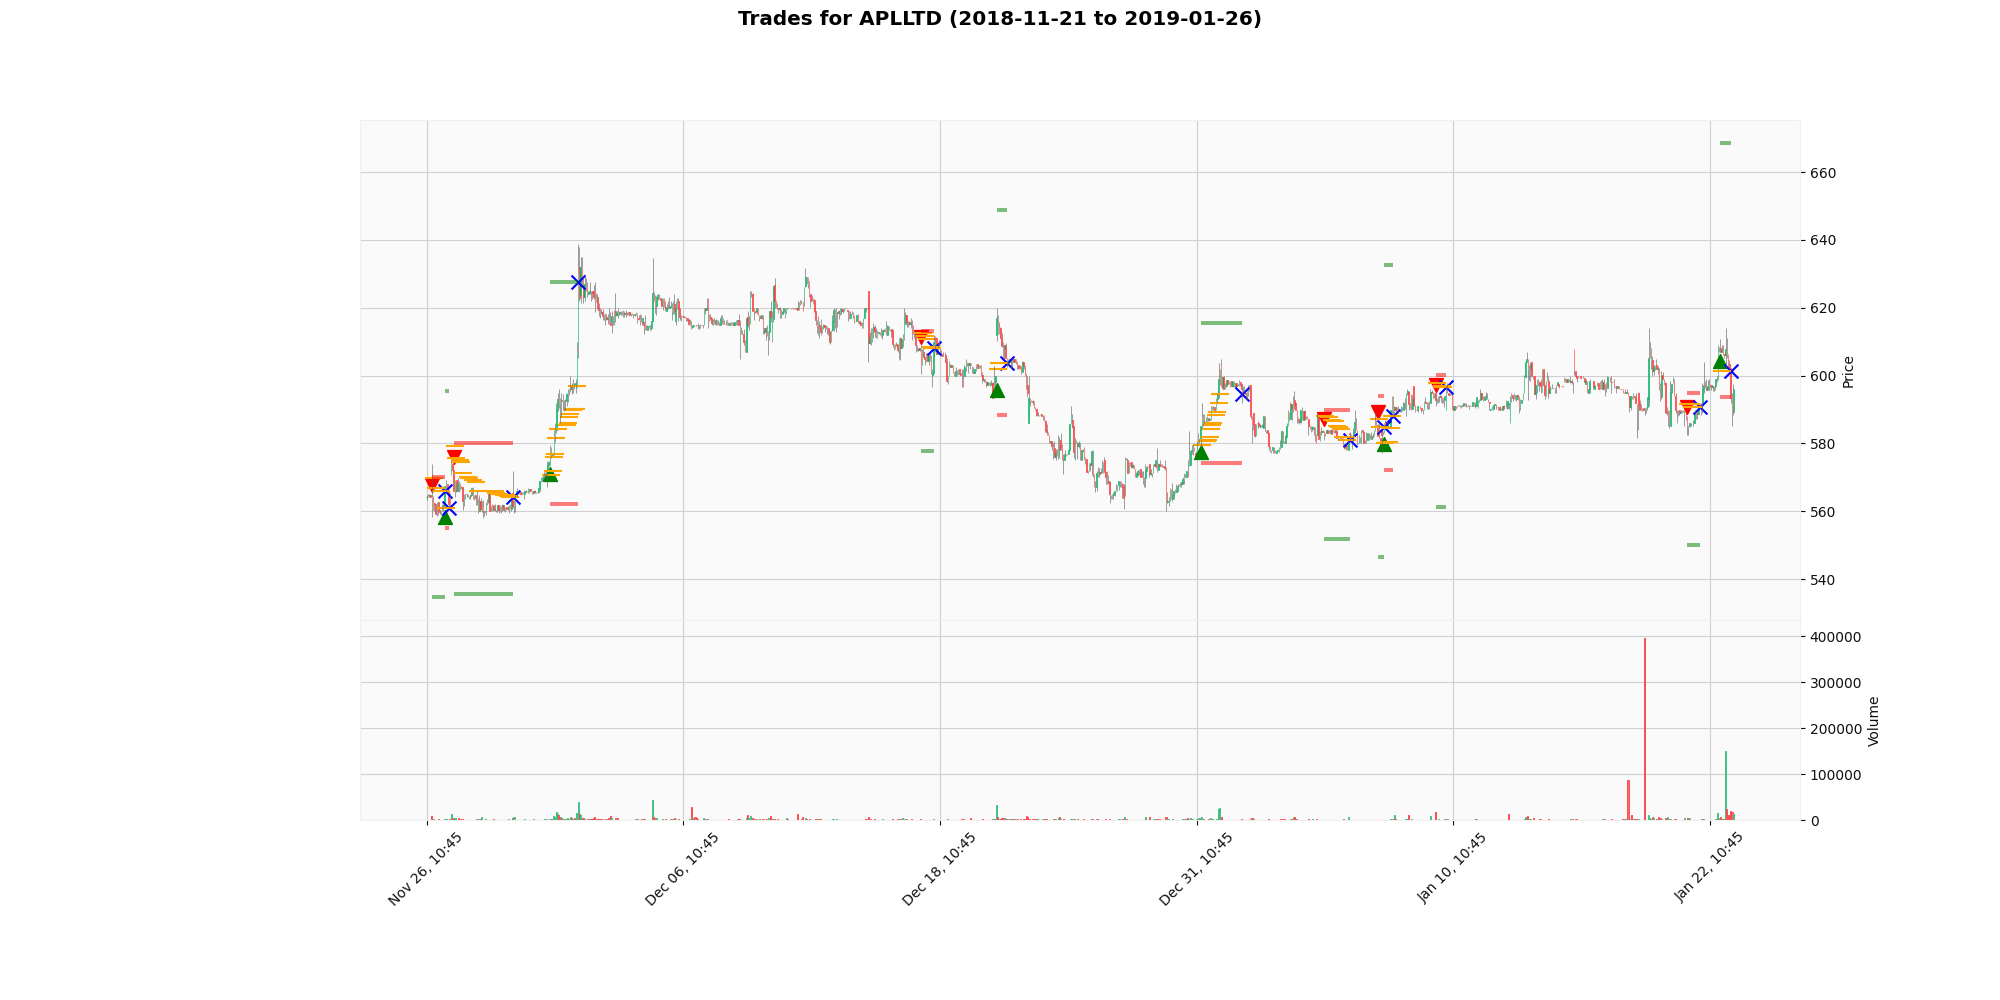 Trades for APLLTD (2018-11-21 to 2019-01-26)
660
640
620
600
580
560
540
Price
400000
300000
200000
100000
0
Volume
Nov 26, 10:45
Dec 06, 10:45
Dec 18, 10:45
Dec 31, 10:45
Jan 10, 10:45
Jan 22, 10:45